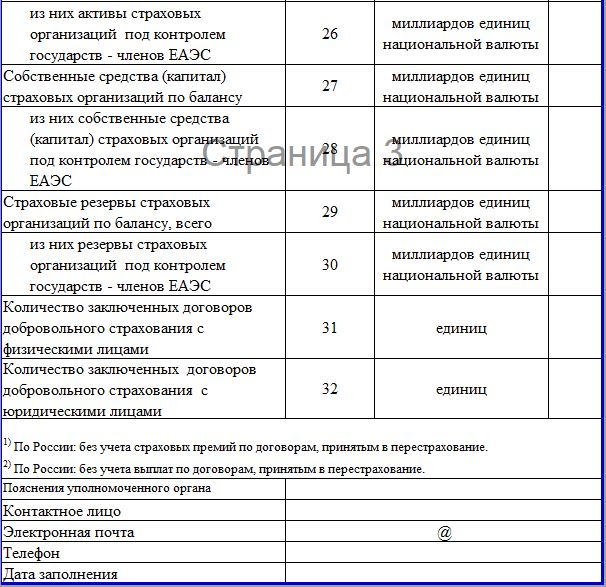 из них активы страховых
организаций под контролем 26 миллиардов единиц
государств - членов ЕАЭС национальной валюты
Собственные средства (капитал) 27 миллиардов единиц
страховых организаций по балансу национальной валюты
из них собственные средства
(капитал) страховых организаций 28 миллиардов единиц
под контролем государств - членов национальной валюты
ЕАЭС
Страница 3
Страховые резервы страховых 29 миллиардов единиц
организаций по балансу, всего национальной валюты
из них резервы страховых
организаций под контролем 30 миллиардов единиц
государств - членов ЕАЭС национальной валюты
Количество заключенных договоров
добровольного страхования с 31 единиц
физическими лицами
Количество заключенных договоров
добровольного страхования с 32 единиц
юридическими лицами
1) По России: без учета страховых премий по договорам, принятым в перестрахование.
2) По России: без учета выплат по договорам, принятым в перестрахование.
Пояснения уполномоченного органа
Контактное лицо
Электронная почта @
Телефон
Дата заполнения